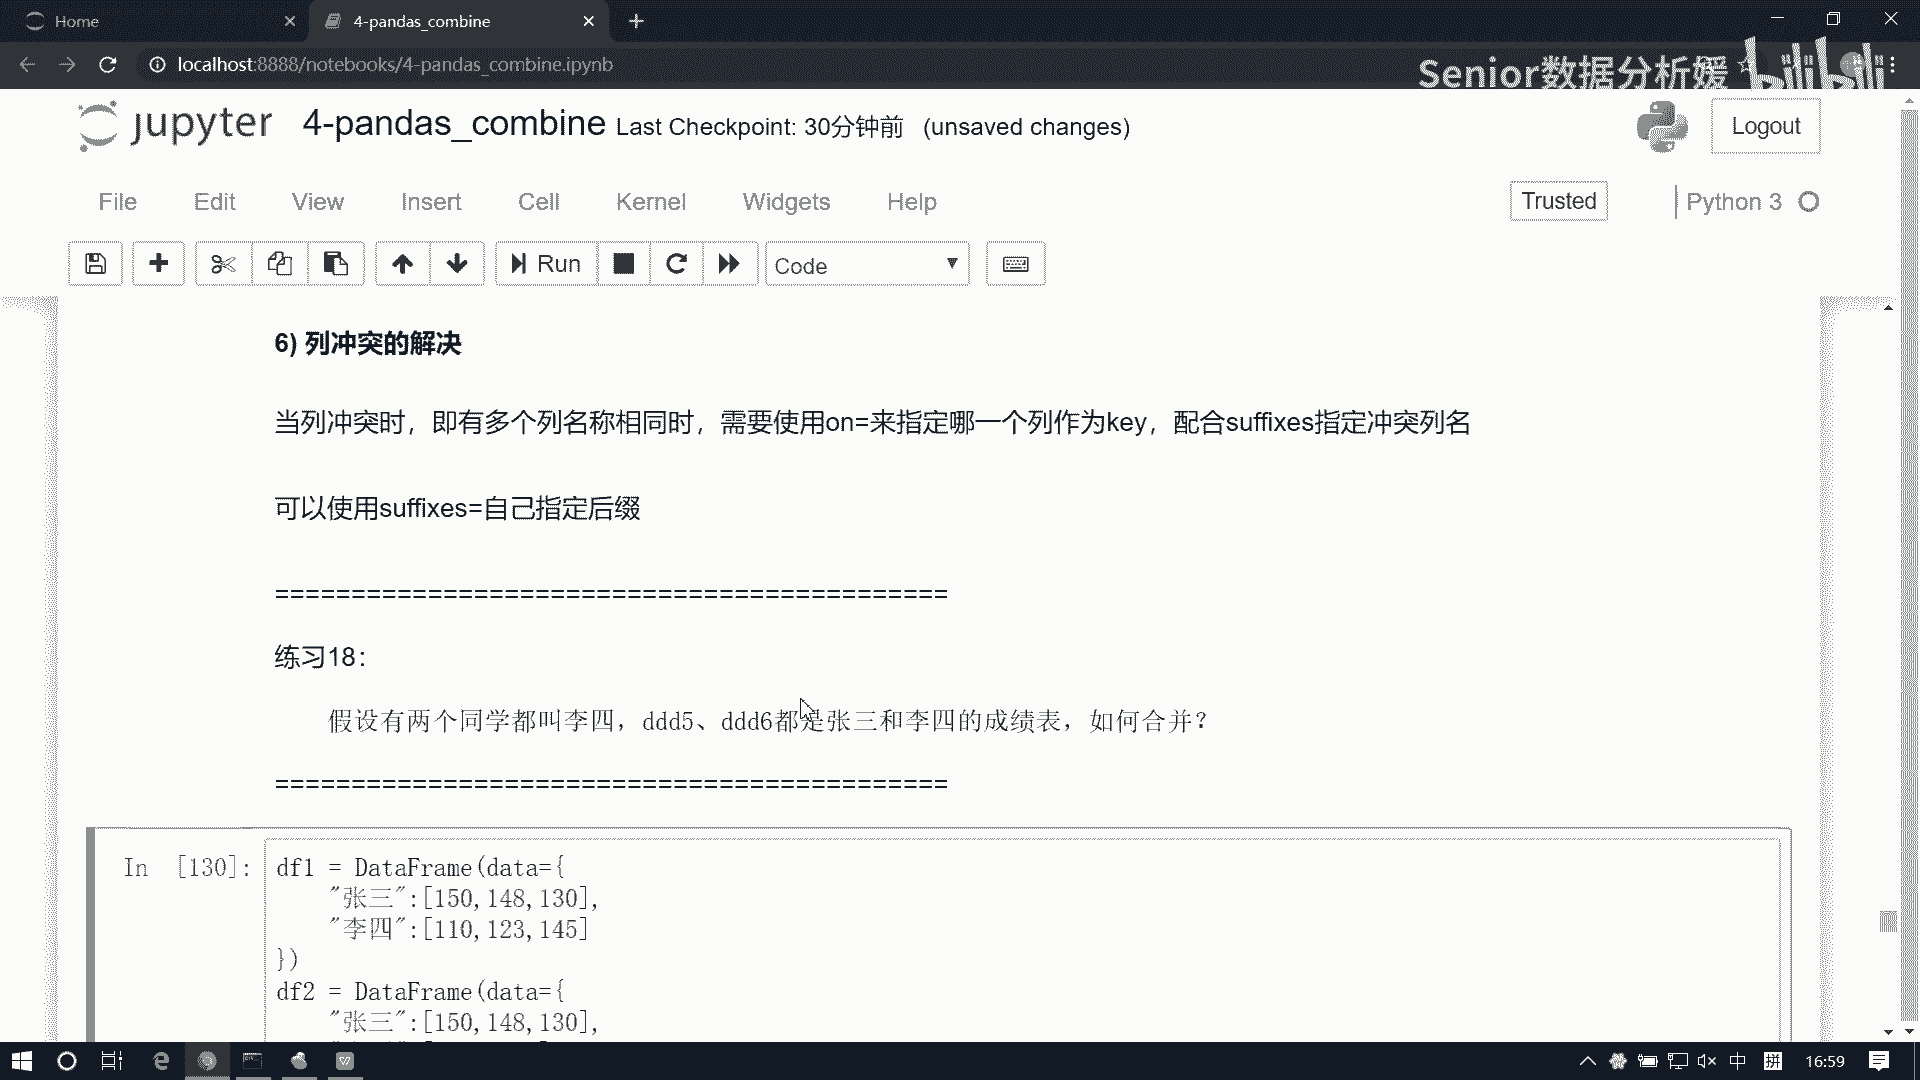 Home
4-pandas_combine
localhost:8888/notebooks/4-pandas_combine.ipynb
Senior数据分析媛
bilibili
jupyter 4-pandas_combine Last Checkpoint: 30分钟前 (unsaved changes)
Logout
File Edit View Insert Cell Kernel Widgets Help
Trusted
Python 3
Run
Code
6) 列冲突的解决
当列冲突时，即有多个列名称相同时，需要使用on=来指定哪一个列作为key，配合suffixes指定冲突列名
可以使用suffixes=自己指定后缀
============================================
练习18：
假设有两个同学都叫李四，ddd5、ddd6都是张三和李四的成绩表，如何合并？
============================================
In [130]:
df1 = DataFrame(data={
"张三":[150,148,130],
"李四":[110,123,145]
})
df2 = DataFrame(data={
"张三":[150,148,130],
中
拼
16:59